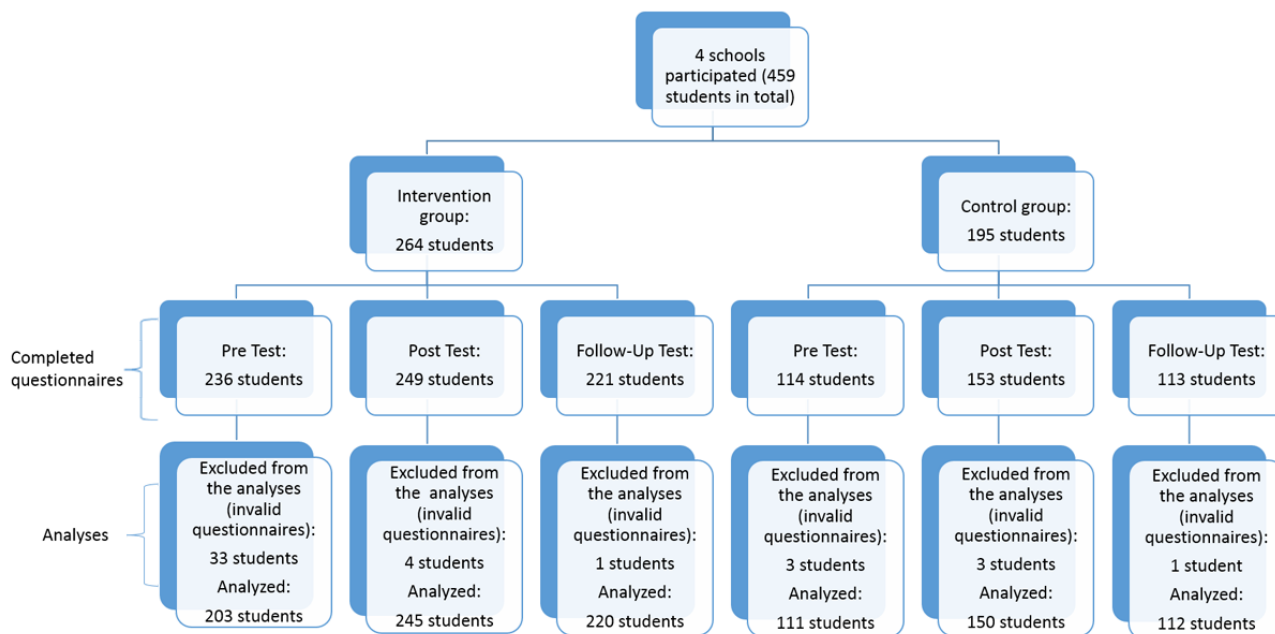 4 schools
participated (459
students in total)
Intervention
group:
264 students
Control group:
195 students
Completed
questionnaires
Pre Test:
236 students
Post Test:
249 students
Follow-Up Test:
221 students
Pre Test:
114 students
Post Test:
153 students
Follow-Up Test:
113 students
Analyses
Excluded from
the analyses
(invalid
questionnaires):
33 students
Analyzed:
203 students
Excluded from
the analyses
(invalid
questionnaires):
4 students
Analyzed:
245 students
Excluded from
the analyses
(invalid
questionnaires):
1 students
Analyzed:
220 students
Excluded from
the analyses
(invalid
questionnaires):
3 students
Analyzed:
111 students
Excluded from
the analyses
(invalid
questionnaires):
3 students
Analyzed:
150 students
Excluded from
the analyses
(invalid
questionnaires):
1 student
Analyzed:
112 students